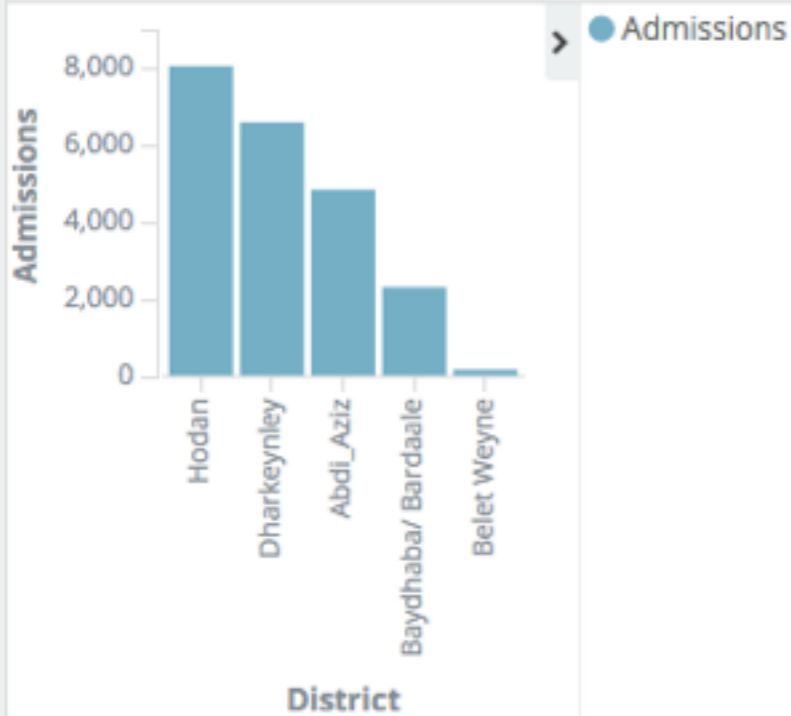 Admissions
8,000
6,000
4,000
2,000
0
Admissions
Hodan
Dharkeynley
Abdi_Aziz
Baydhaba/ Bardaale
Belet Weyne
District